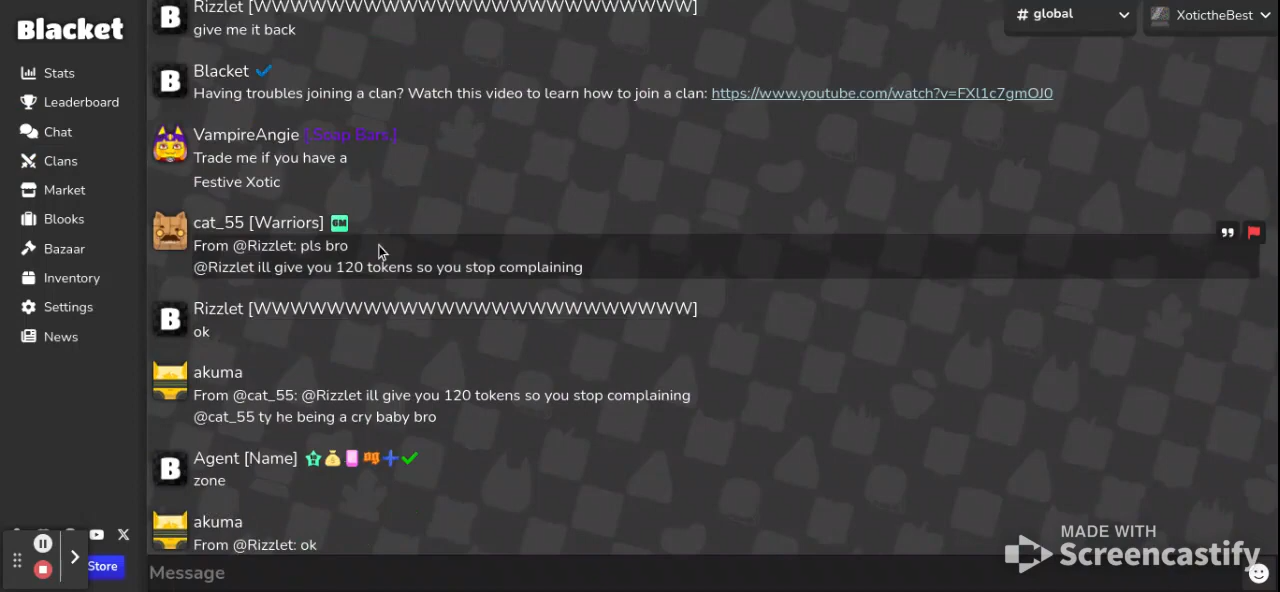 Blacket
Stats
Leaderboard
Chat
Clans
Market
Blooks
Bazaar
Inventory
Settings
News
Store
# global
XotictheBest
Rizzlet [WWWWWWWWWWWWWWWWWWWWWWWW]
give me it back
Blacket
Having troubles joining a clan? Watch this video to learn how to join a clan: https://www.youtube.com/watch?v=FXl1c7gmOJ0
VampireAngie [.Soap Bars.]
Trade me if you have a
Festive Xotic
cat_55 [Warriors] GM
From @Rizzlet: pls bro
@Rizzlet ill give you 120 tokens so you stop complaining
Rizzlet [WWWWWWWWWWWWWWWWWWWWWWWW]
ok
akuma
From @cat_55: @Rizzlet ill give you 120 tokens so you stop complaining
@cat_55 ty he being a cry baby bro
Agent [Name] OG
zone
akuma
From @Rizzlet: ok
Message
MADE WITH
Screencastify